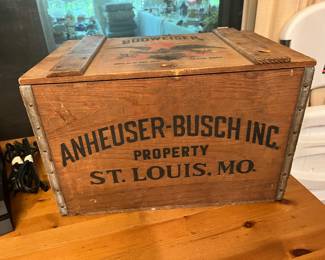 Budweiser
ANHEUSER-BUSCH INC.
PROPERTY
ST. LOUIS, MO.